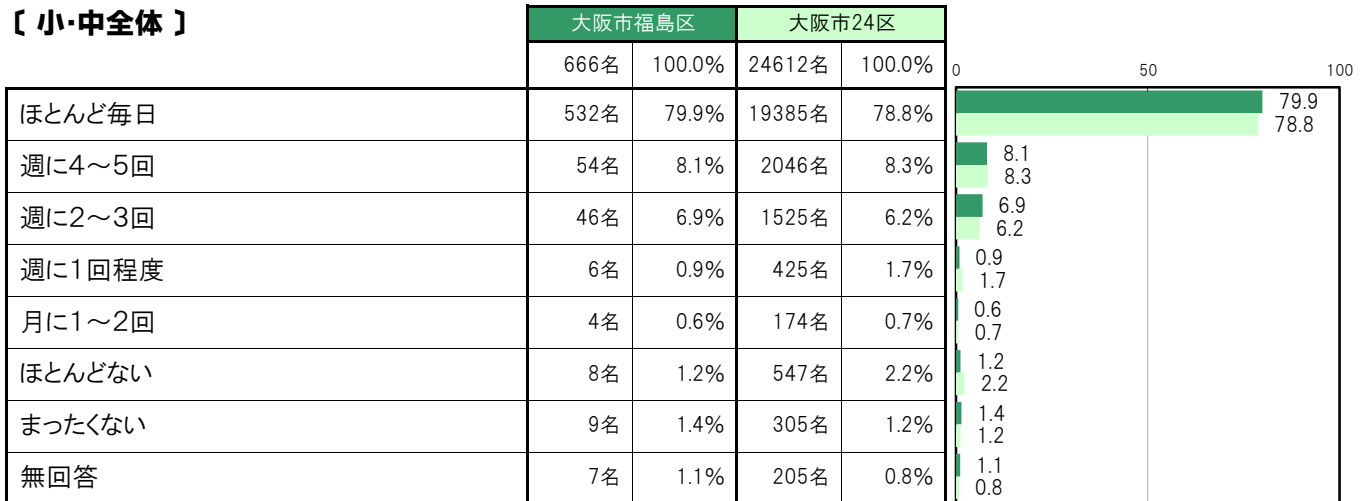 〔 小・中全体 〕
大阪市福島区 大阪市24区
666名 100.0% 24612名 100.0%
0 50 100
ほとんど毎日 532名 79.9% 19385名 78.8% 79.9
78.8
週に4～5回 54名 8.1% 2046名 8.3% 8.1
8.3
週に2～3回 46名 6.9% 1525名 6.2% 6.9
6.2
週に1回程度 6名 0.9% 425名 1.7% 0.9
1.7
月に1～2回 4名 0.6% 174名 0.7% 0.6
0.7
ほとんどない 8名 1.2% 547名 2.2% 1.2
2.2
まったくない 9名 1.4% 305名 1.2% 1.4
1.2
無回答 7名 1.1% 205名 0.8% 1.1
0.8